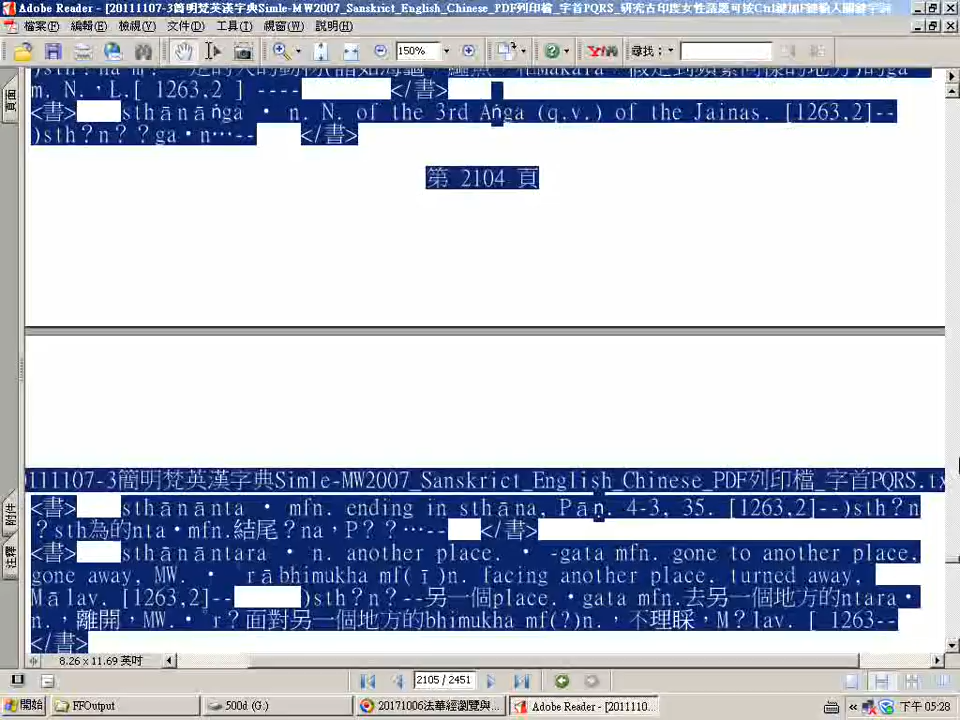 Adobe Reader - [20111107-3簡明梵英漢字典Simle-MW2007_Sanskrict_English_Chinese_PDF列印檔_字首PQRS_研究古印度女性議題可按Ctrl鍵加F鍵輸入關鍵字
檔案(F) 編輯(E) 檢視(V) 文件(D) 工具(T) 視窗(W) 說明(H)
150% 尋找:
頁面
m. N.,L.[ 1263,2 ] ---- </書>
<書> sthānāṅga • n. N. of the 3rd Aṅga (q.v.) of the Jainas. [1263,2]--
)sth?n??ga•n…-- </書>
第 2104 頁
111107-3簡明梵英漢字典Simle-MW2007_Sanskrict_English_Chinese_PDF列印檔_字首PQRS.tx
<書> sthānānta • mfn. ending in sthāna, Pāṇ. 4-3, 35. [1263,2]--)sth?n
?sth為的nta•mfn.結尾?na,P??…-- </書>
<書> sthānāntara • n. another place. • -gata mfn. gone to another place,
gone away, MW. • rābhimukha mf(ī)n. facing another place. turned away,
Mālav. [1263,2]-- )sth?n?--另一個place.•gata mfn.去另一個地方的ntara•
n.,離開,MW.• r?面對另一個地方的bhimukha mf(?)n.,不理睬,M?lav. [ 1263--
</書>
附件
注釋
8.26 x 11.69 英吋
2105 / 2451
開始 FFOutput 500d (G:) 20171006法華經瀏覽與... Adobe Reader - [2011110... 下午 05:28